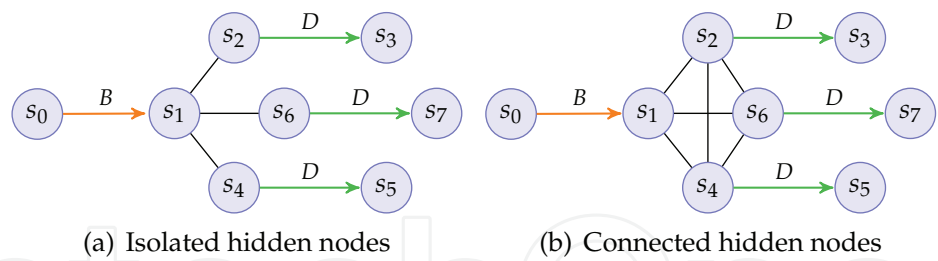 s2 D s3 s2 D s3
s0 B s1 s6 D s7 s0 B s1 s6 D s7
s4 D s5 s4 D s5
(a) Isolated hidden nodes (b) Connected hidden nodes